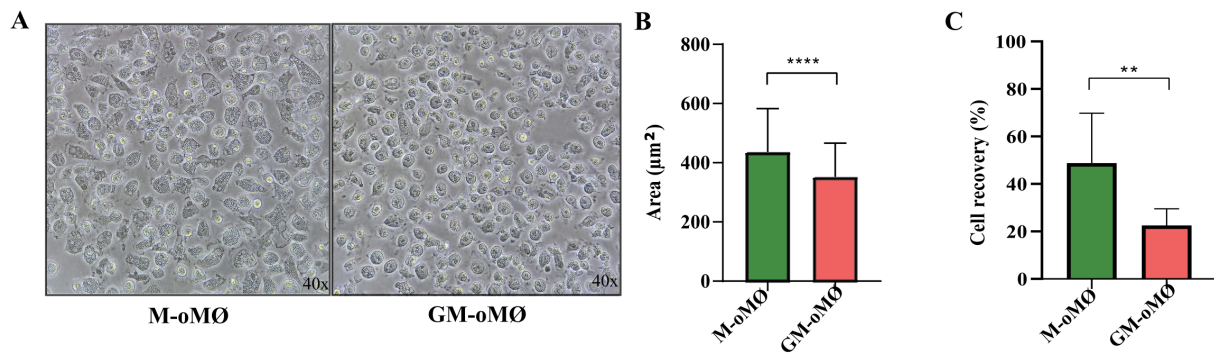 A
40x
40x
M-oMØ
GM-oMØ
B
Area (µm²)
800
600
400
200
0
****
M-oMØ
GM-oMØ
C
Cell recovery (%)
100
80
60
40
20
0
**
M-oMØ
GM-oMØ